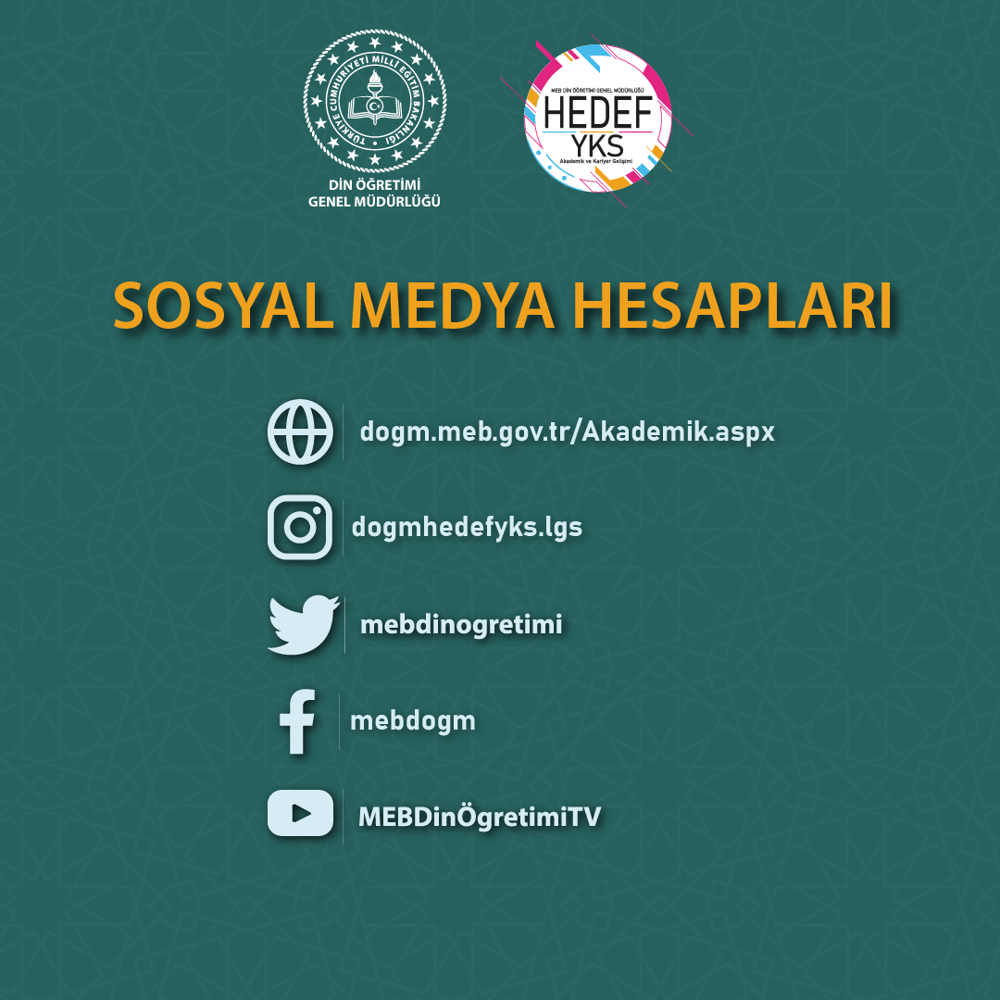 TÜRKİYE CUMHURİYETİ MİLLÎ EĞİTİM BAKANLIĞI
DİN ÖĞRETİMİ
GENEL MÜDÜRLÜĞÜ
MEB DİN ÖĞRETİMİ GENEL MÜDÜRLÜĞÜ
HEDEF
YKS
Akademik ve Kariyer Gelişimi
SOSYAL MEDYA HESAPLARI
dogm.meb.gov.tr/Akademik.aspx
dogmhedefyks.lgs
mebdinogretimi
mebdogm
MEBDinÖgretimiTV